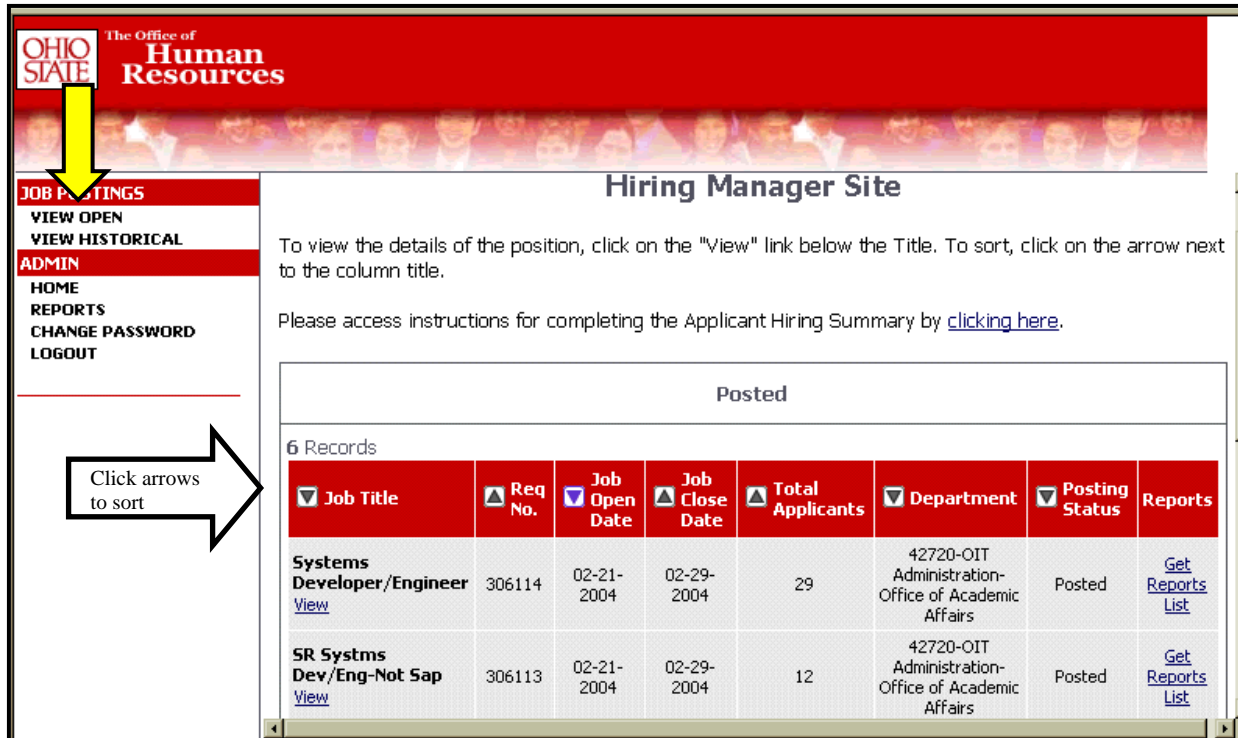 The Office of
Human
Resources
OHIO
STATE
JOB POSTINGS
VIEW OPEN
VIEW HISTORICAL
ADMIN
HOME
REPORTS
CHANGE PASSWORD
LOGOUT
Hiring Manager Site
To view the details of the position, click on the "View" link below the Title. To sort, click on the arrow next
to the column title.
Please access instructions for completing the Applicant Hiring Summary by clicking here.
Posted
6 Records
Click arrows
to sort
Job Title
Req
No.
Job
Open
Date
Job
Close
Date
Total
Applicants
Department
Posting
Status
Reports
Systems
Developer/Engineer
View
306114
02-21-
2004
02-29-
2004
29
42720-OIT
Administration-
Office of Academic
Affairs
Posted
Get
Reports
List
SR Systms
Dev/Eng-Not Sap
View
306113
02-21-
2004
02-29-
2004
12
42720-OIT
Administration-
Office of Academic
Affairs
Posted
Get
Reports
List